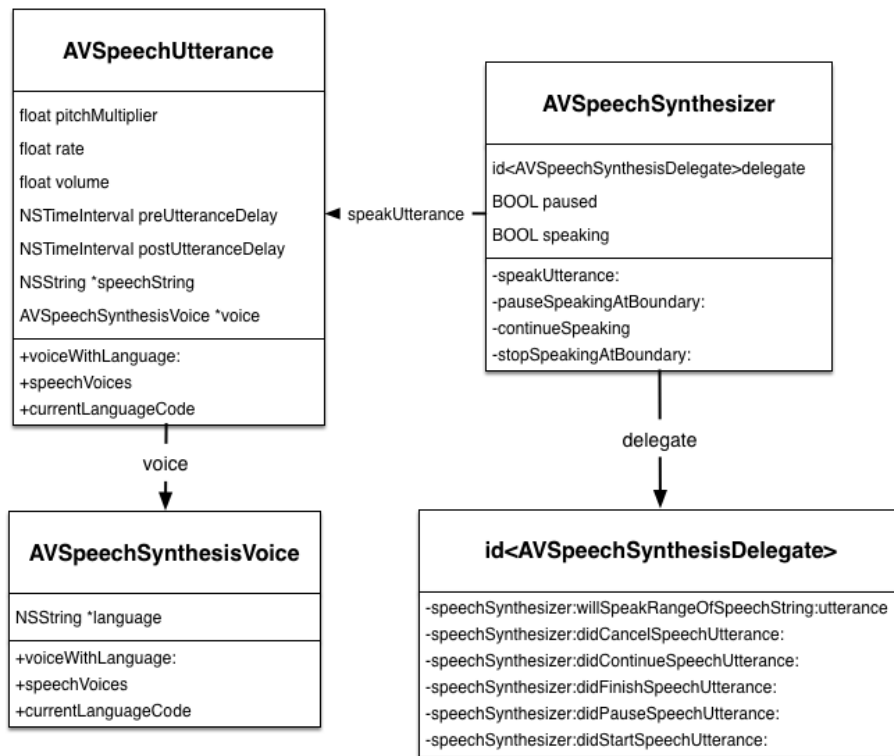 AVSpeechUtterance
float pitchMultiplier
float rate
float volume
NSTimeInterval preUtteranceDelay
NSTimeInterval postUtteranceDelay
NSString *speechString
AVSpeechSynthesisVoice *voice
+voiceWithLanguage:
+speechVoices
+currentLanguageCode
speakUtterance
AVSpeechSynthesizer
id<AVSpeechSynthesisDelegate>delegate
BOOL paused
BOOL speaking
-speakUtterance:
-pauseSpeakingAtBoundary:
-continueSpeaking
-stopSpeakingAtBoundary:
voice
delegate
AVSpeechSynthesisVoice
NSString *language
+voiceWithLanguage:
+speechVoices
+currentLanguageCode
id<AVSpeechSynthesisDelegate>
-speechSynthesizer:willSpeakRangeOfSpeechString:utterance
-speechSynthesizer:didCancelSpeechUtterance:
-speechSynthesizer:didContinueSpeechUtterance:
-speechSynthesizer:didFinishSpeechUtterance:
-speechSynthesizer:didPauseSpeechUtterance:
-speechSynthesizer:didStartSpeechUtterance: